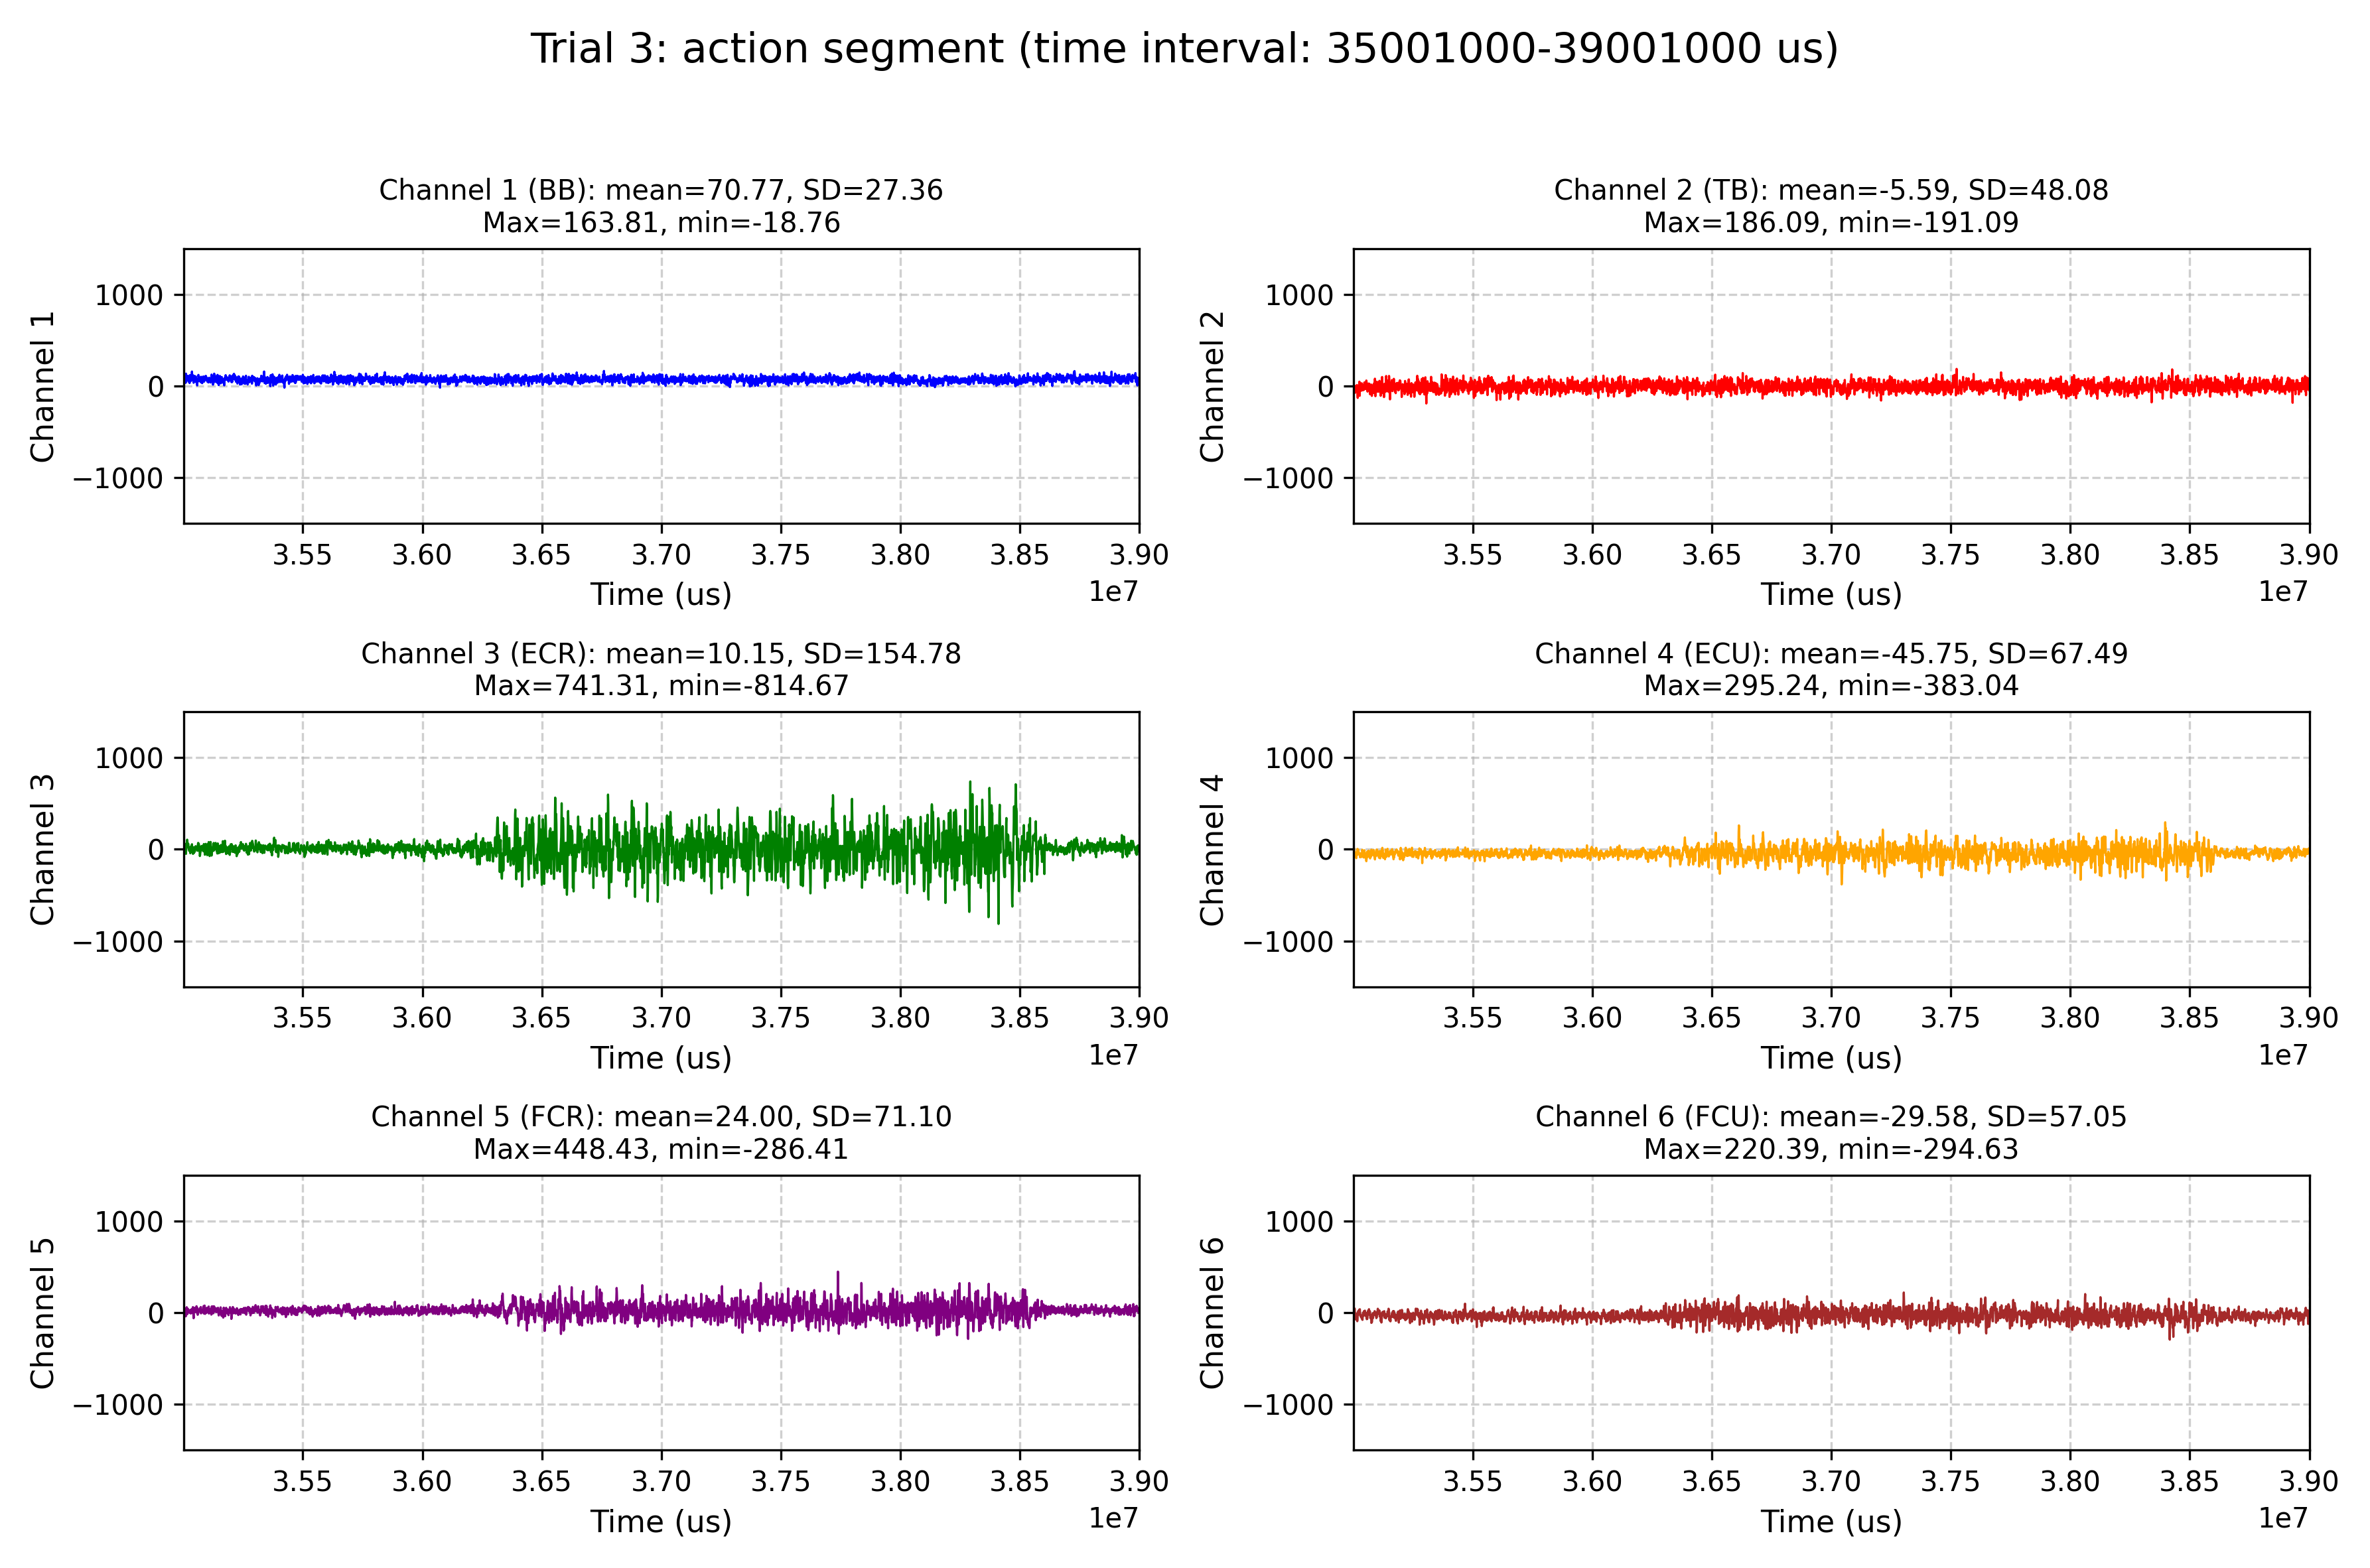 Trial 3: action segment (time interval: 35001000-39001000 us)
Channel 1 (BB): mean=70.77, SD=27.36
Max=163.81, min=-18.76
Channel 1
1000
0
−1000
3.55 3.60 3.65 3.70 3.75 3.80 3.85 3.90
Time (us)
1e7
Channel 2 (TB): mean=-5.59, SD=48.08
Max=186.09, min=-191.09
Channel 2
1000
0
−1000
3.55 3.60 3.65 3.70 3.75 3.80 3.85 3.90
Time (us)
1e7
Channel 3 (ECR): mean=10.15, SD=154.78
Max=741.31, min=-814.67
Channel 3
1000
0
−1000
3.55 3.60 3.65 3.70 3.75 3.80 3.85 3.90
Time (us)
1e7
Channel 4 (ECU): mean=-45.75, SD=67.49
Max=295.24, min=-383.04
Channel 4
1000
0
−1000
3.55 3.60 3.65 3.70 3.75 3.80 3.85 3.90
Time (us)
1e7
Channel 5 (FCR): mean=24.00, SD=71.10
Max=448.43, min=-286.41
Channel 5
1000
0
−1000
3.55 3.60 3.65 3.70 3.75 3.80 3.85 3.90
Time (us)
1e7
Channel 6 (FCU): mean=-29.58, SD=57.05
Max=220.39, min=-294.63
Channel 6
1000
0
−1000
3.55 3.60 3.65 3.70 3.75 3.80 3.85 3.90
Time (us)
1e7